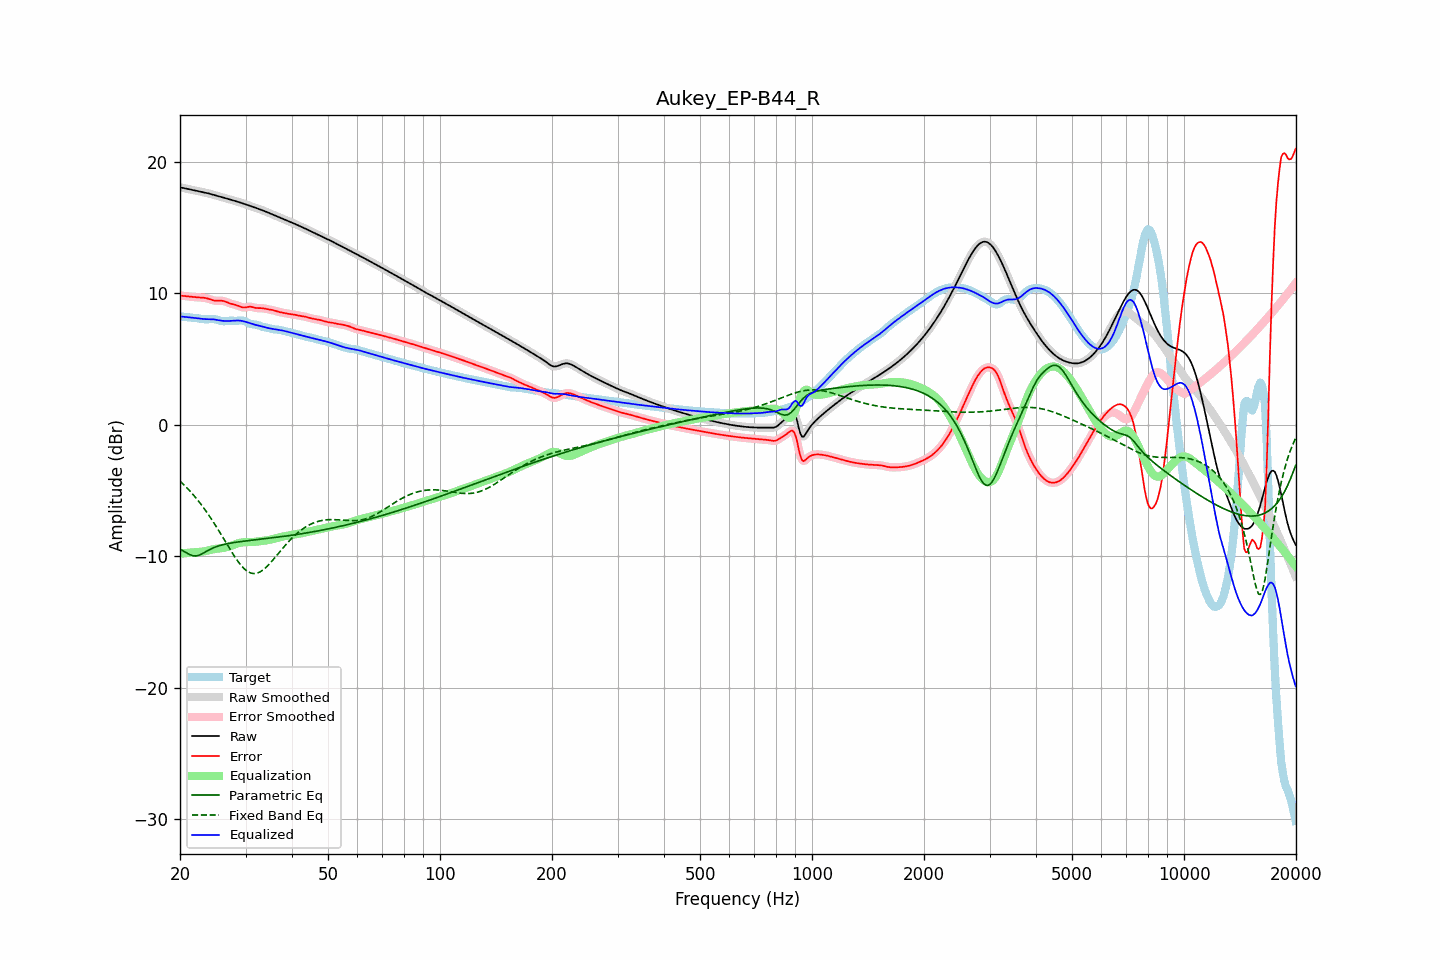 Aukey_EP-B44_R
Amplitude (dBr)
20
10
0
−10
−20
−30
Target
Raw Smoothed
Error Smoothed
Raw
Error
Equalization
Parametric Eq
Fixed Band Eq
Equalized
20 50 100 200 500 1000 2000 5000 10000 20000
Frequency (Hz)